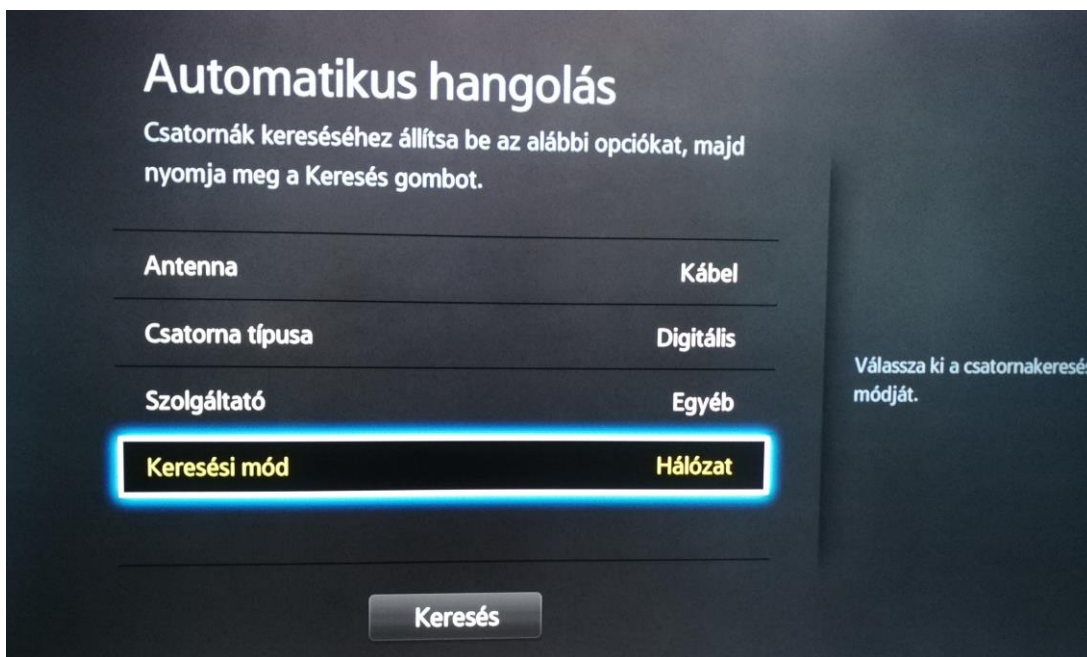 Automatikus hangolás
Csatornák kereséséhez állítsa be az alábbi opciókat, majd
nyomja meg a Keresés gombot.
Antenna Kábel
Csatorna típusa Digitális
Szolgáltató Egyéb
Keresési mód Hálózat
Válassza ki a csatornakeresés
módját.
Keresés